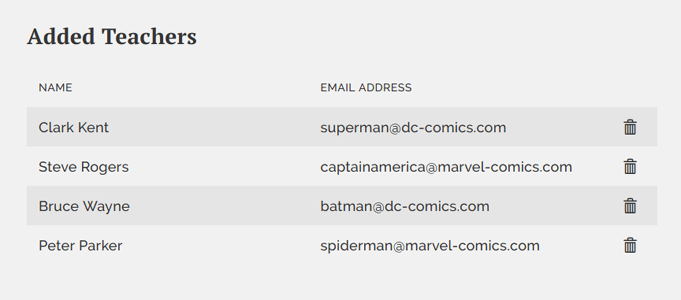 Added Teachers
NAME EMAIL ADDRESS
Clark Kent superman@dc-comics.com
Steve Rogers captainamerica@marvel-comics.com
Bruce Wayne batman@dc-comics.com
Peter Parker spiderman@marvel-comics.com